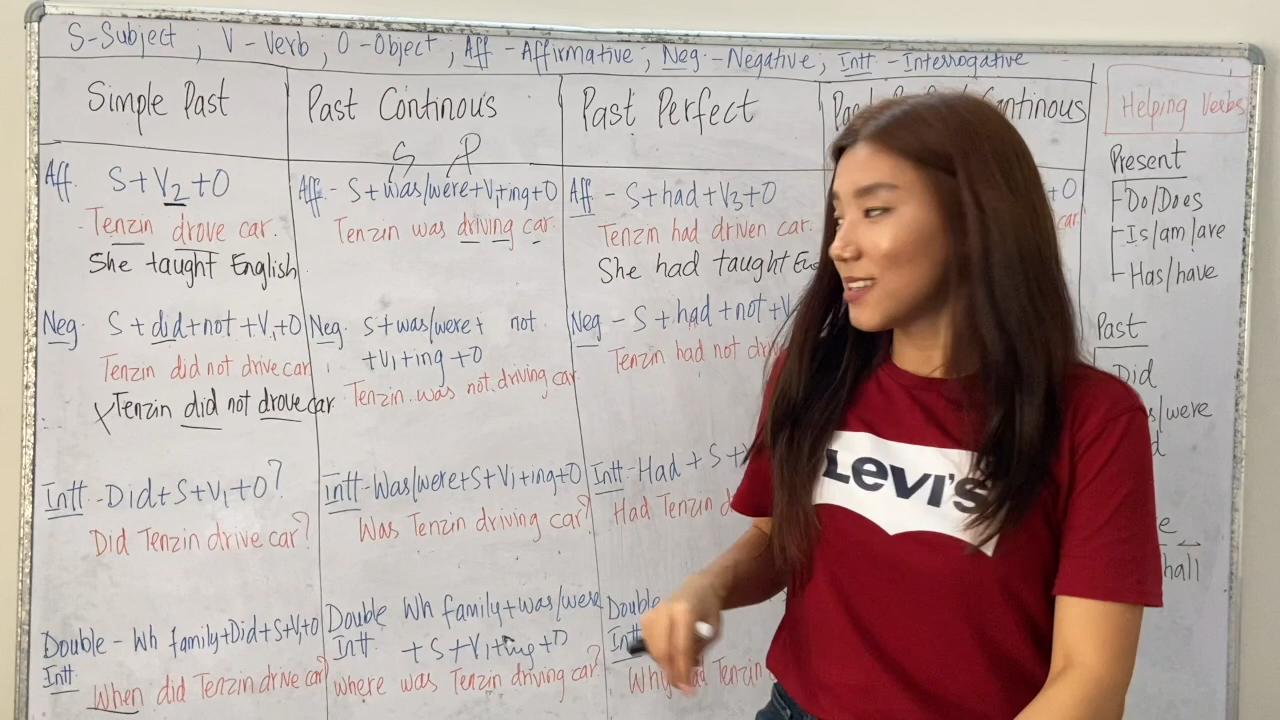 S-Subject ; V-Verb ; O-Object ; Aff-Affirmative ; Neg-Negative ; Intt-Interrogative
Simple Past
Aff. S+V2+O
Tenzin drove car.
She taught English
Neg. S+did+not+V1+O
Tenzin did not drive car
X Tenzin did not drove car
Intt-Did+S+V1+O?
Did Tenzin drive car?
Double - Wh family+Did+S+V1+O
Intt
When did Tenzin drive car?
Past Continous
S P
Aff- S+was/were+V1+ing+O
Tenzin was driving car
Neg. S+was/were+ not
+V1+ing+O
Tenzin was not driving car
Intt-Was/were+S+V1+ing+O
Was Tenzin driving car?
Double Wh family+was/were
Intt +S+V1+ing+O
where was Tenzin driving car?
Past Perfect
Aff - S+had+V3+O
Tenzin had driven car.
She had taught
Neg - S+had+not+
Tenzin had not
Intt-Had+S+
Had Tenzin
Double
Intt
Tenzin
Continous
+O
car.
Helping Verbs
Present
Do/Does
Is/am/are
Has/have
Past
Did
/were
LEVI'S